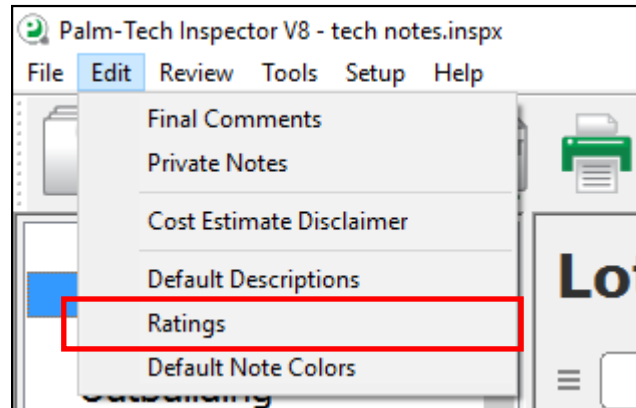 Palm-Tech Inspector V8 - tech notes.inspx
File Edit Review Tools Setup Help
Final Comments
Private Notes
Cost Estimate Disclaimer
Default Descriptions
Lo
Ratings
Default Note Colors